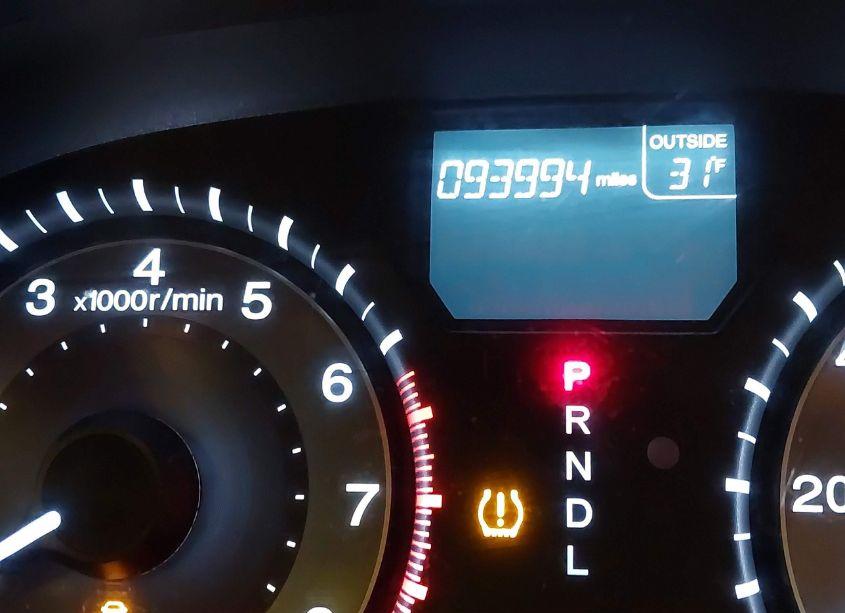 OUTSIDE
093994 miles 31°F
4
3 x1000r/min 5
6
7
P
R
N
D
L
20